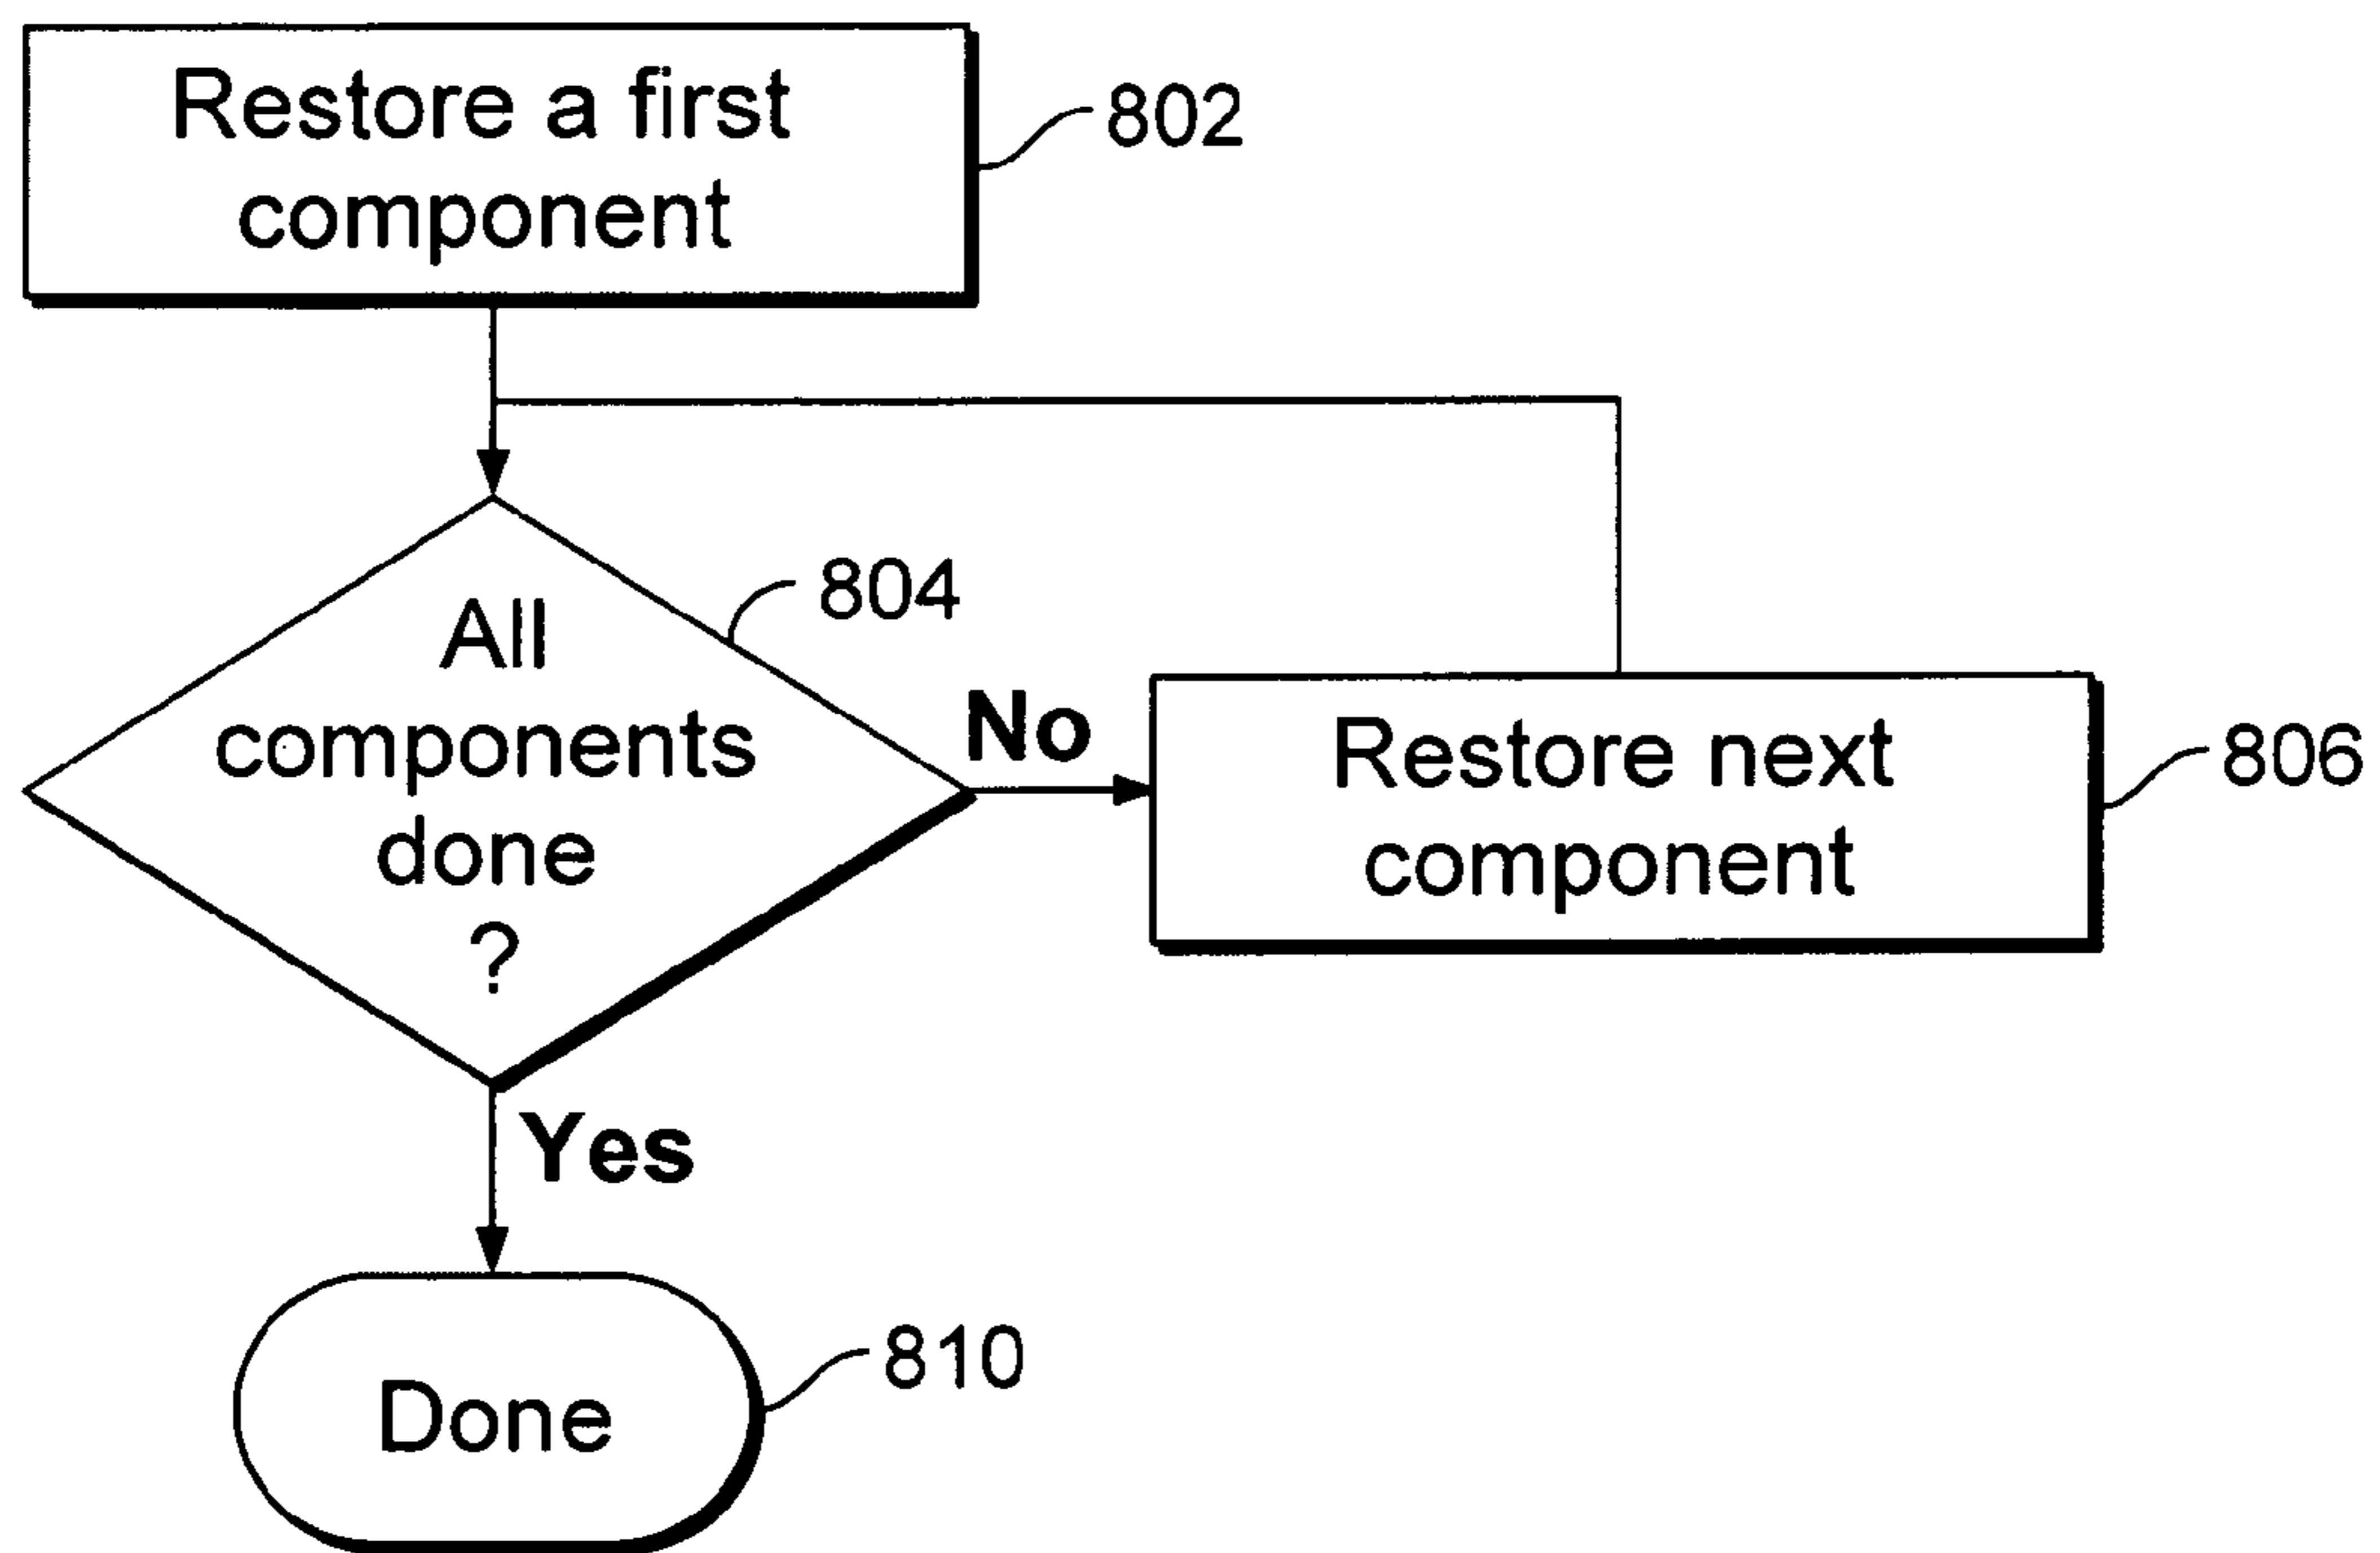 Restore a first
component
802
All
components
done
?
804
No
Restore next
component
806
Yes
Done
810